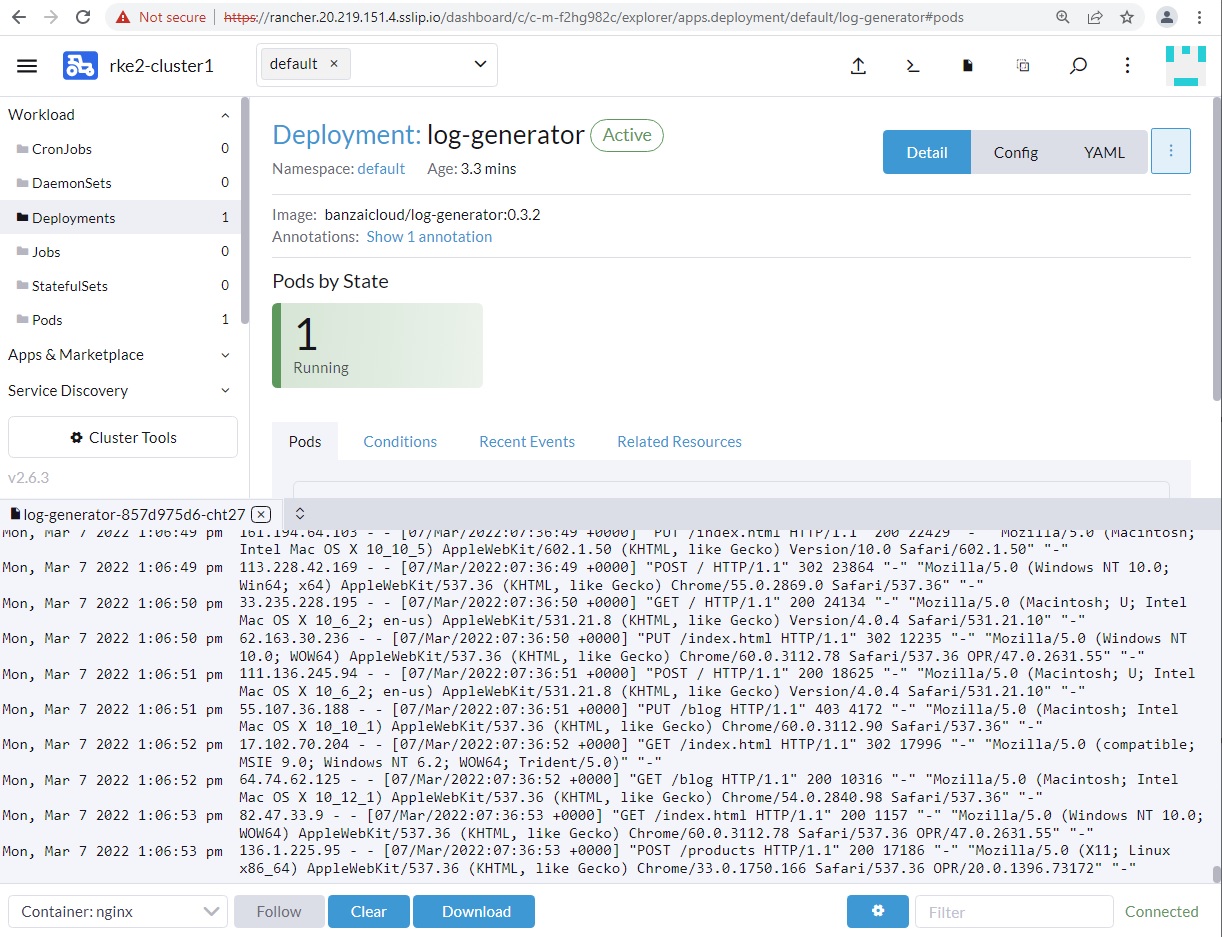 Not secure
https://rancher.20.219.151.4.sslip.io/dashboard/c/c-m-f2hg982c/explorer/apps.deployment/default/log-generator#pods
rke2-cluster1
default ×
Workload
CronJobs 0
DaemonSets 0
Deployments 1
Jobs 0
StatefulSets 0
Pods 1
Apps & Marketplace
Service Discovery
Cluster Tools
v2.6.3
Deployment: log-generator Active
Namespace: default Age: 3.3 mins
Detail Config YAML
Image: banzaicloud/log-generator:0.3.2
Annotations: Show 1 annotation
Pods by State
1
Running
Pods Conditions Recent Events Related Resources
log-generator-857d975d6-cht27
Mon, Mar 7 2022 1:06:49 pm 161.194.64.103 - - [07/Mar/2022:07:36:49 +0000] "PUT /index.html HTTP/1.1" 200 22429 "-" "Mozilla/5.0 (Macintosh;
Intel Mac OS X 10_10_5) AppleWebKit/602.1.50 (KHTML, like Gecko) Version/10.0 Safari/602.1.50" "-"
Mon, Mar 7 2022 1:06:49 pm 113.228.42.169 - - [07/Mar/2022:07:36:49 +0000] "POST / HTTP/1.1" 302 23864 "-" "Mozilla/5.0 (Windows NT 10.0;
Win64; x64) AppleWebKit/537.36 (KHTML, like Gecko) Chrome/55.0.2869.0 Safari/537.36" "-"
Mon, Mar 7 2022 1:06:50 pm 33.235.228.195 - - [07/Mar/2022:07:36:50 +0000] "GET / HTTP/1.1" 200 24134 "-" "Mozilla/5.0 (Macintosh; U; Intel
Mac OS X 10_6_2; en-us) AppleWebKit/531.21.8 (KHTML, like Gecko) Version/4.0.4 Safari/531.21.10" "-"
Mon, Mar 7 2022 1:06:50 pm 62.163.30.236 - - [07/Mar/2022:07:36:50 +0000] "PUT /index.html HTTP/1.1" 302 12235 "-" "Mozilla/5.0 (Windows NT
10.0; WOW64) AppleWebKit/537.36 (KHTML, like Gecko) Chrome/60.0.3112.78 Safari/537.36 OPR/47.0.2631.55" "-"
Mon, Mar 7 2022 1:06:51 pm 111.136.245.94 - - [07/Mar/2022:07:36:51 +0000] "POST / HTTP/1.1" 200 18625 "-" "Mozilla/5.0 (Macintosh; U; Intel
Mac OS X 10_6_2; en-us) AppleWebKit/531.21.8 (KHTML, like Gecko) Version/4.0.4 Safari/531.21.10" "-"
Mon, Mar 7 2022 1:06:51 pm 55.107.36.188 - - [07/Mar/2022:07:36:51 +0000] "PUT /blog HTTP/1.1" 403 4172 "-" "Mozilla/5.0 (Macintosh; Intel
Mac OS X 10_10_1) AppleWebKit/537.36 (KHTML, like Gecko) Chrome/60.0.3112.90 Safari/537.36" "-"
Mon, Mar 7 2022 1:06:52 pm 17.102.70.204 - - [07/Mar/2022:07:36:52 +0000] "GET /index.html HTTP/1.1" 302 17996 "-" "Mozilla/5.0 (compatible;
MSIE 9.0; Windows NT 6.2; WOW64; Trident/5.0)" "-"
Mon, Mar 7 2022 1:06:52 pm 64.74.62.125 - - [07/Mar/2022:07:36:52 +0000] "GET /blog HTTP/1.1" 200 10316 "-" "Mozilla/5.0 (Macintosh; Intel
Mac OS X 10_12_1) AppleWebKit/537.36 (KHTML, like Gecko) Chrome/54.0.2840.98 Safari/537.36" "-"
Mon, Mar 7 2022 1:06:53 pm 82.47.33.9 - - [07/Mar/2022:07:36:53 +0000] "GET /index.html HTTP/1.1" 200 1157 "-" "Mozilla/5.0 (Windows NT 10.0;
WOW64) AppleWebKit/537.36 (KHTML, like Gecko) Chrome/60.0.3112.78 Safari/537.36 OPR/47.0.2631.55" "-"
Mon, Mar 7 2022 1:06:53 pm 136.1.225.95 - - [07/Mar/2022:07:36:53 +0000] "POST /products HTTP/1.1" 200 17186 "-" "Mozilla/5.0 (X11; Linux
x86_64) AppleWebKit/537.36 (KHTML, like Gecko) Chrome/33.0.1750.166 Safari/537.36 OPR/20.0.1396.73172" "-"
Container: nginx Follow Clear Download Filter Connected